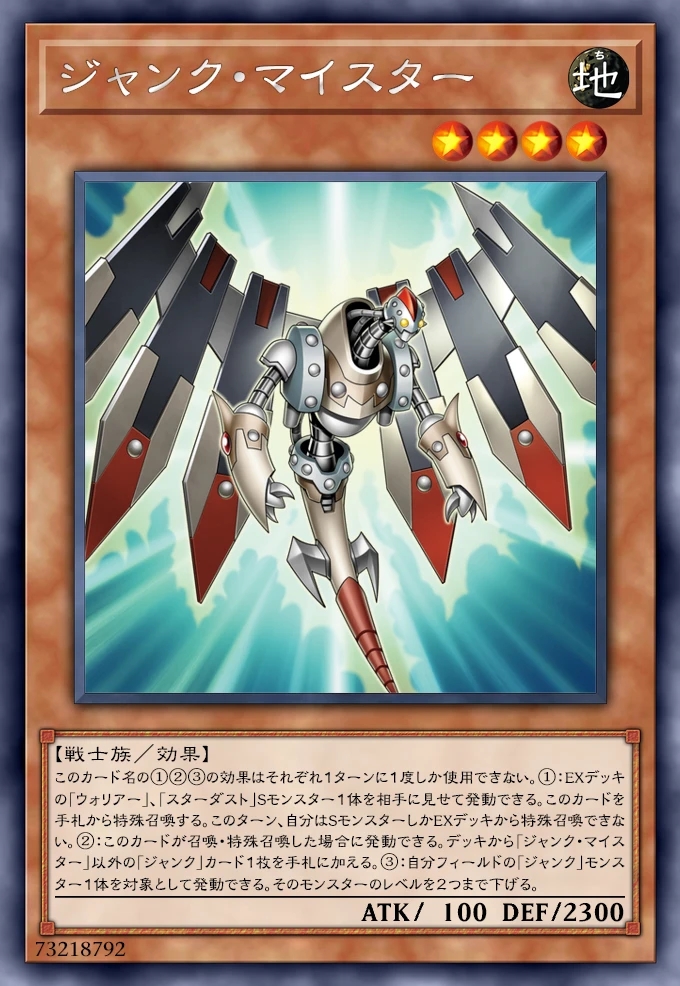 ジャンク・マイスター
ち
地
【戦士族／効果】
このカード名の①②③の効果はそれぞれ1ターンに1度しか使用できない。①：EXデッキ
の「ウォリアー」、「スターダスト」Sモンスター1体を相手に見せて発動できる。このカードを
手札から特殊召喚する。このターン、自分はSモンスターしかEXデッキから特殊召喚できな
い。②：このカードが召喚・特殊召喚した場合に発動できる。デッキから「ジャンク・マイス
ター」以外の「ジャンク」カード1枚を手札に加える。③：自分フィールドの「ジャンク」モンス
ター1体を対象として発動できる。そのモンスターのレベルを2つまで下げる。
ATK/ 100 DEF/2300
73218792